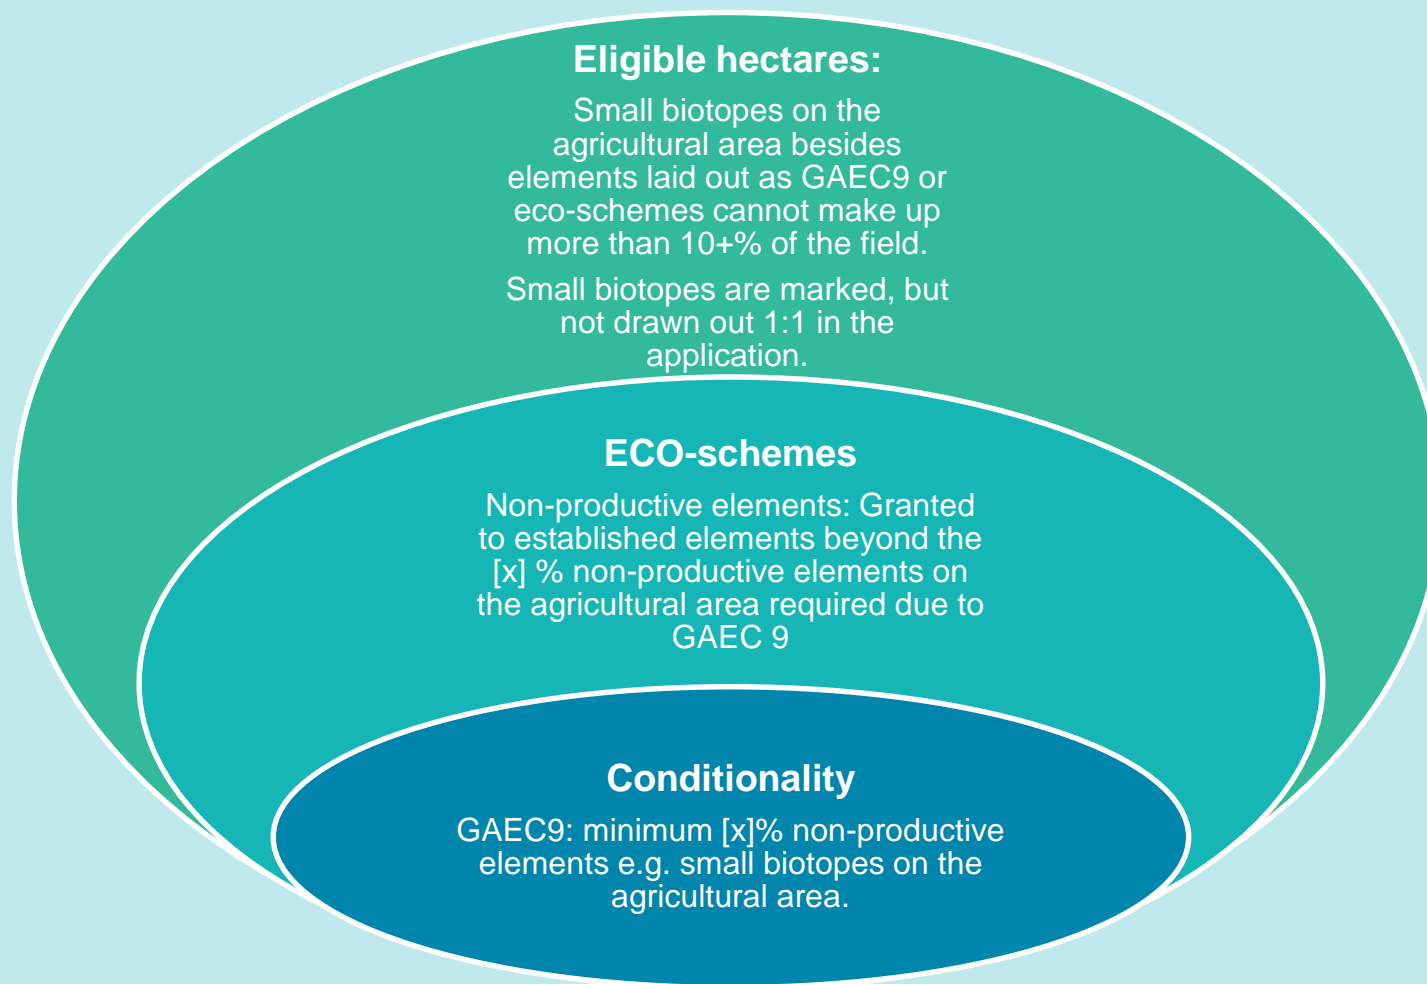 Eligible hectares:
Small biotopes on the
agricultural area besides
elements laid out as GAEC9 or
eco-schemes cannot make up
more than 10+% of the field.
Small biotopes are marked, but
not drawn out 1:1 in the
application.
ECO-schemes
Non-productive elements: Granted
to established elements beyond the
[x] % non-productive elements on
the agricultural area required due to
GAEC 9
Conditionality
GAEC9: minimum [x]% non-productive
elements e.g. small biotopes on the
agricultural area.